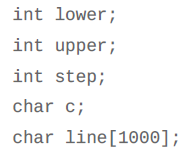 int lower;
int upper;
int step;
char c;
char line[1000];